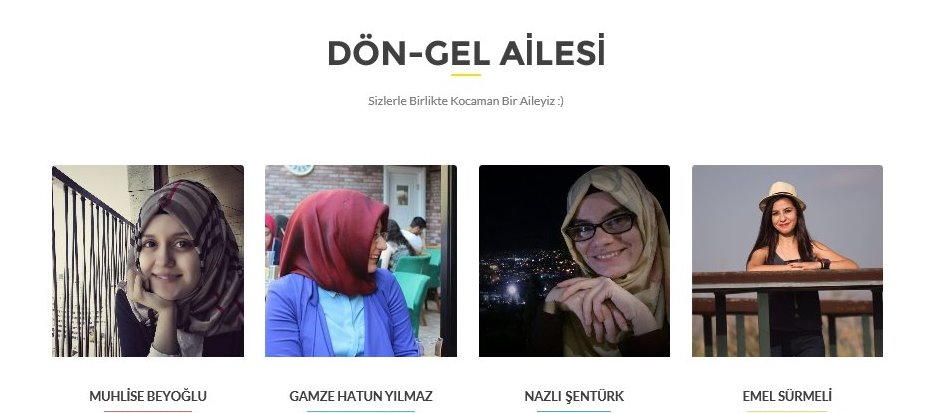 DÖN-GEL AİLESİ
Sizlerle Birlikte Kocaman Bir Aileyiz :)
MUHLİSE BEYOĞLU
GAMZE HATUN YILMAZ
NAZLI ŞENTÜRK
EMEL SÜRMELİ